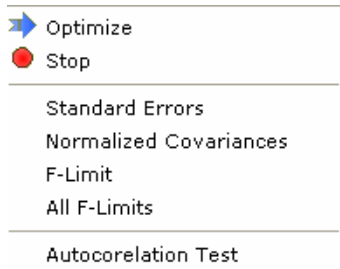 Optimize
Stop
Standard Errors
Normalized Covariances
F-Limit
All F-Limits
Autocorelation Test